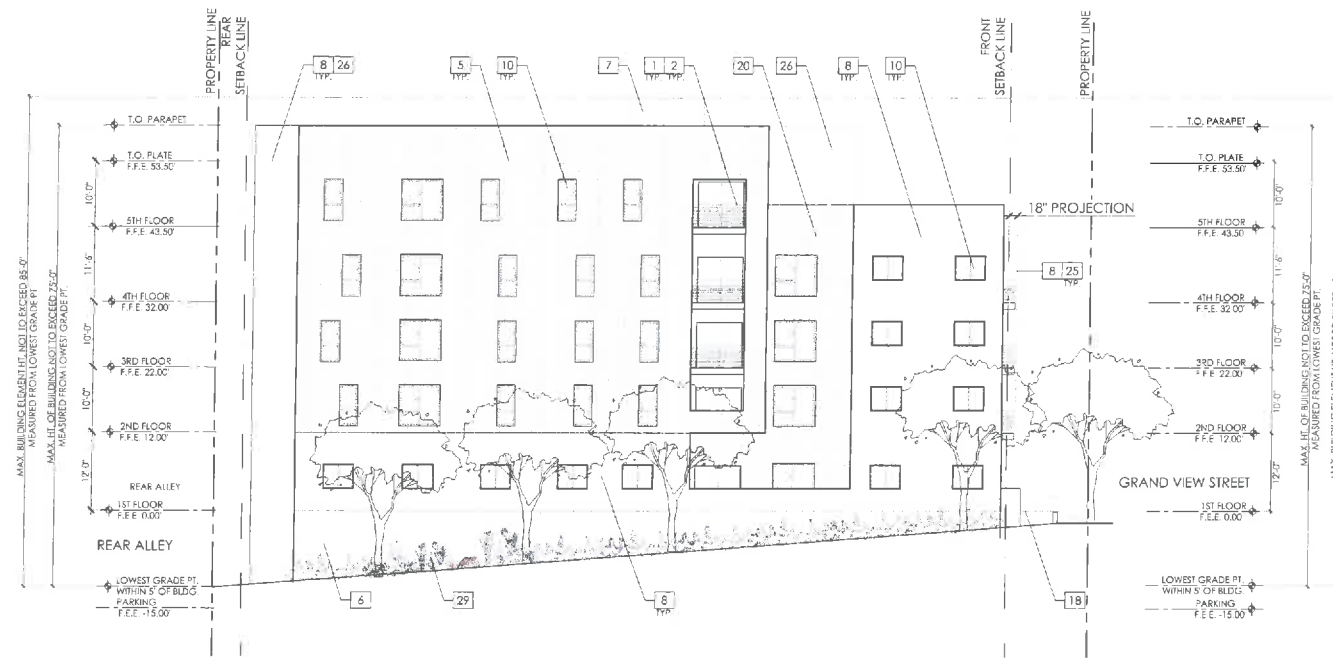 PROPERTY LINE
REAR
SETBACK LINE
FRONT
SETBACK LINE
PROPERTY LINE
8 26
TYP.
5
TYP.
10
TYP.
7
1 2
TYP. TYP.
20
26
8
TYP.
10
TYP.
MAX. BUILDING ELEMENT HT. NOT TO EXCEED 85'-0"
MEASURED FROM LOWEST GRADE PT.
MAX. HT. OF BUILDING NOT TO EXCEED 75'-0"
MEASURED FROM LOWEST GRADE PT.
T.O. PARAPET
T.O. PLATE
F.F.E. 53.50'
10'-0"
5TH FLOOR
F.F.E. 43.50'
11'-6"
4TH FLOOR
F.F.E. 32.00'
10'-0"
3RD FLOOR
F.F.E. 22.00'
10'-0"
2ND FLOOR
F.F.E. 12.00'
12'-0"
REAR ALLEY
1ST FLOOR
F.F.E. 0.00'
REAR ALLEY
LOWEST GRADE PT.
WITHIN 5' OF BLDG.
PARKING
F.F.E. -15.00'
6
29
8
TYP.
18
18" PROJECTION
8 25
TYP.
T.O. PARAPET
T.O. PLATE
F.F.E. 53.50'
10'-0"
5TH FLOOR
F.F.E. 43.50
11'-6"
4TH FLOOR
F.F.E. 32.00'
10'-0"
3RD FLOOR
F.F.E. 22.00'
10'-0"
2ND FLOOR
F.F.E. 12.00'
12'-0"
GRAND VIEW STREET
1ST FLOOR
F.F.E. 0.00'
LOWEST GRADE PT.
WITHIN 5' OF BLDG.
PARKING
F.F.E. -15.00'
MAX. HT. OF BUILDING NOT TO EXCEED 75'-0"
MEASURED FROM LOWEST GRADE PT.